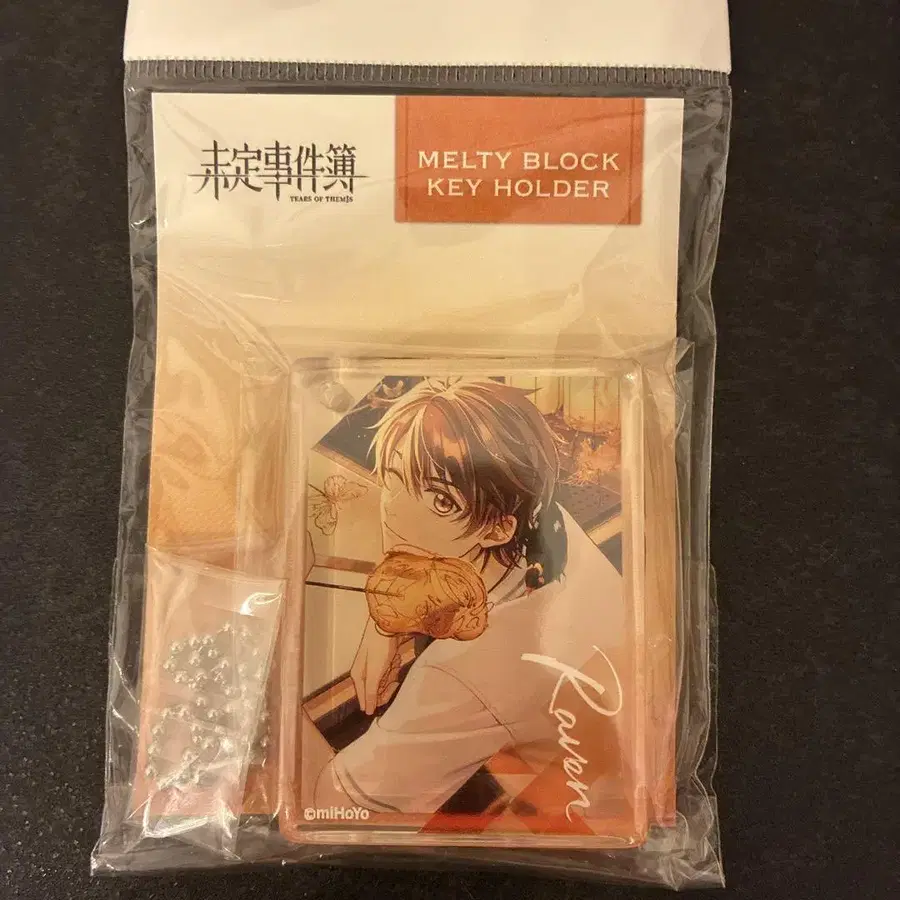 未定事件簿
TEARS OF THEMIS
MELTY BLOCK
KEY HOLDER
Raven
©miHoYo